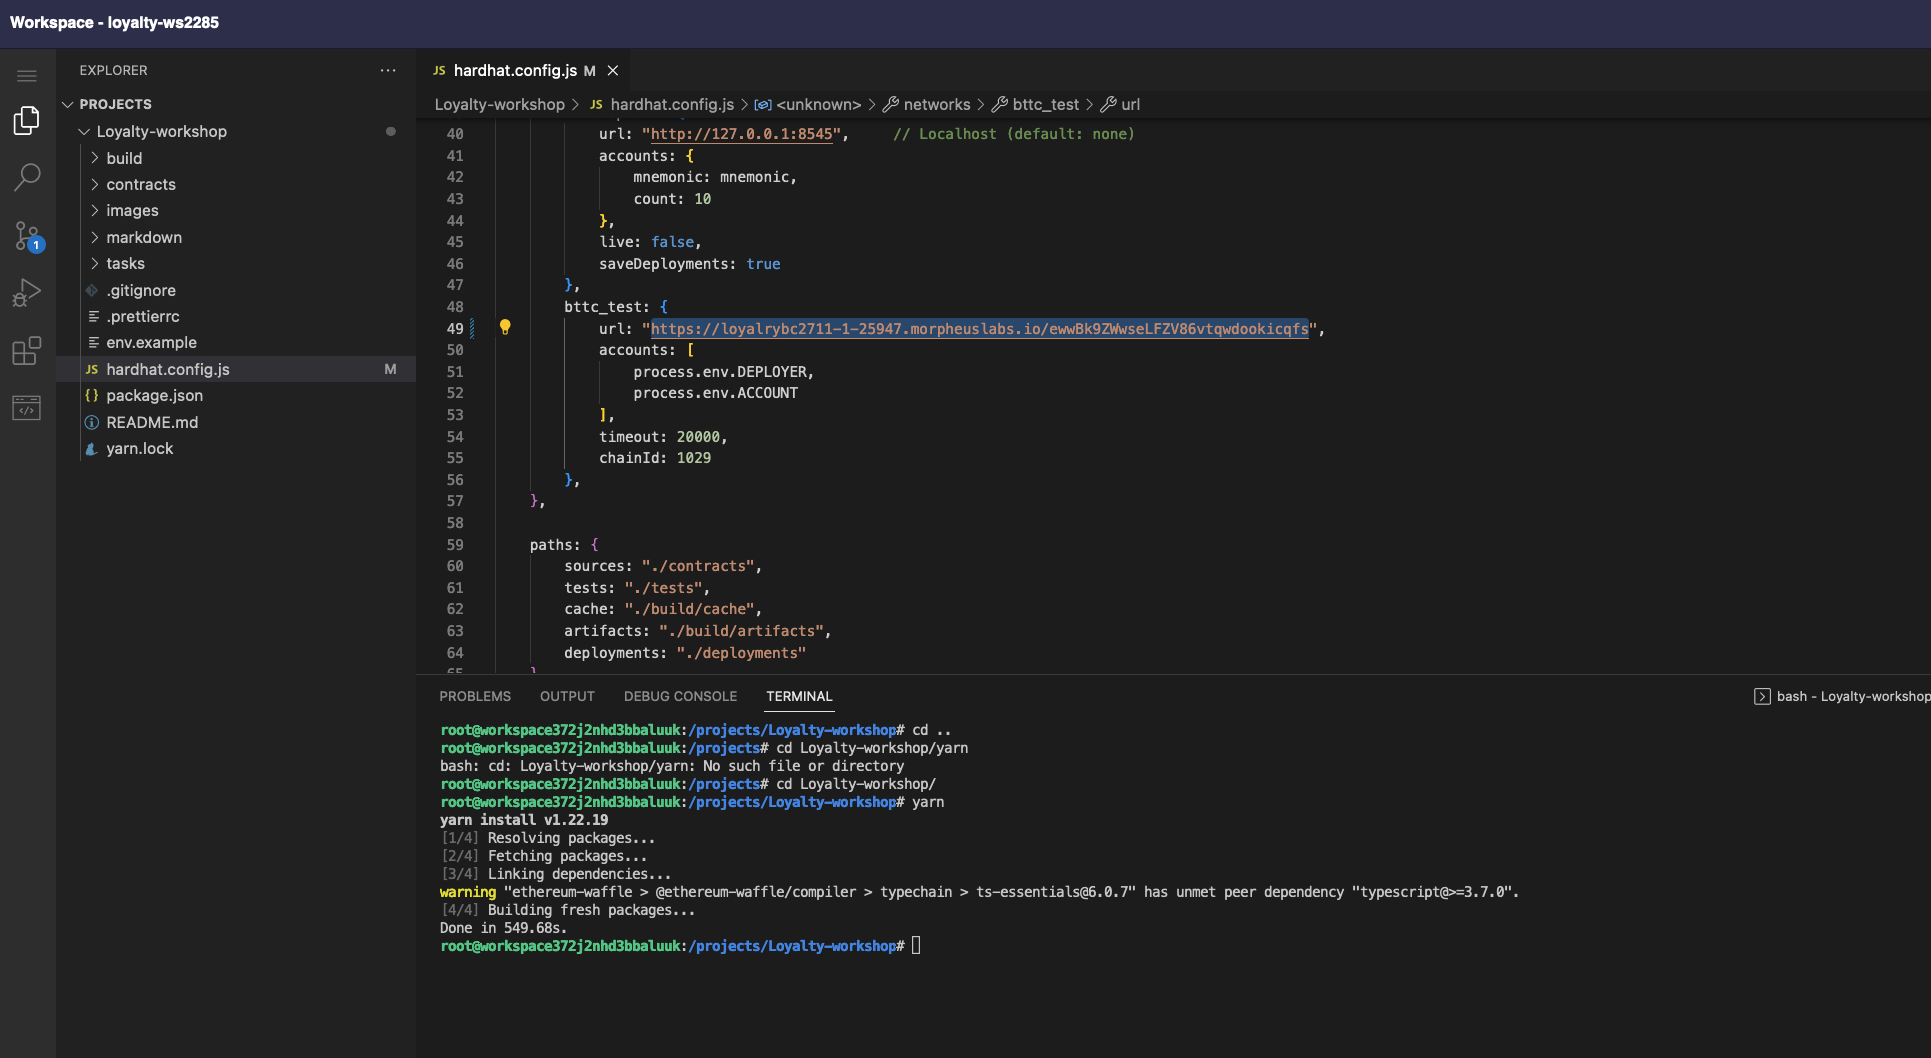 Workspace - loyalty-ws2285
EXPLORER
PROJECTS
Loyalty-workshop
build
contracts
images
markdown
tasks
.gitignore
.prettierrc
env.example
JS hardhat.config.js M
{} package.json
README.md
yarn.lock
1
JS hardhat.config.js M
Loyalty-workshop > JS hardhat.config.js > <unknown> > networks > bttc_test > url
40 url: "http://127.0.0.1:8545", // Localhost (default: none)
41 accounts: {
42 mnemonic: mnemonic,
43 count: 10
44 },
45 live: false,
46 saveDeployments: true
47 },
48 bttc_test: {
49 url: "https://loyalrybc2711-1-25947.morpheuslabs.io/ewwBk9ZWwseLFZV86vtqwdookicqfs",
50 accounts: [
51 process.env.DEPLOYER,
52 process.env.ACCOUNT
53 ],
54 timeout: 20000,
55 chainId: 1029
56 },
57 },
58
59 paths: {
60 sources: "./contracts",
61 tests: "./tests",
62 cache: "./build/cache",
63 artifacts: "./build/artifacts",
64 deployments: "./deployments"
65 }
PROBLEMS OUTPUT DEBUG CONSOLE TERMINAL
bash - Loyalty-workshop
root@workspace372j2nhd3bbaluuk:/projects/Loyalty-workshop# cd ..
root@workspace372j2nhd3bbaluuk:/projects# cd Loyalty-workshop/yarn
bash: cd: Loyalty-workshop/yarn: No such file or directory
root@workspace372j2nhd3bbaluuk:/projects# cd Loyalty-workshop/
root@workspace372j2nhd3bbaluuk:/projects/Loyalty-workshop# yarn
yarn install v1.22.19
[1/4] Resolving packages...
[2/4] Fetching packages...
[3/4] Linking dependencies...
warning "ethereum-waffle > @ethereum-waffle/compiler > typechain > ts-essentials@6.0.7" has unmet peer dependency "typescript@>=3.7.0".
[4/4] Building fresh packages...
Done in 549.68s.
root@workspace372j2nhd3bbaluuk:/projects/Loyalty-workshop#